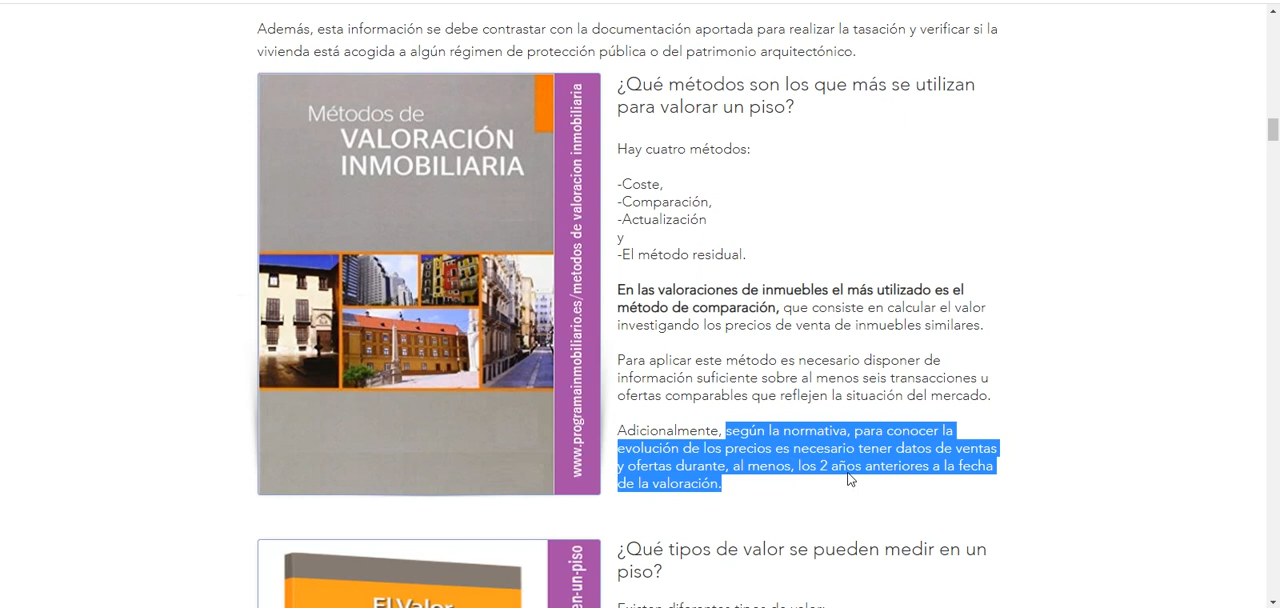 Además, esta información se debe contrastar con la documentación aportada para realizar la tasación y verificar si la
vivienda está acogida a algún régimen de protección pública o del patrimonio arquitectónico.
Métodos de
VALORACIÓN
INMOBILIARIA
www.programainmobiliario.es/metodos de valoracion inmobiliaria
¿Qué métodos son los que más se utilizan
para valorar un piso?
Hay cuatro métodos:
-Coste,
-Comparación,
-Actualización
y
-El método residual.
En las valoraciones de inmuebles el más utilizado es el
método de comparación, que consiste en calcular el valor
investigando los precios de venta de inmuebles similares.
Para aplicar este método es necesario disponer de
información suficiente sobre al menos seis transacciones u
ofertas comparables que reflejen la situación del mercado.
Adicionalmente, según la normativa, para conocer la
evolución de los precios es necesario tener datos de ventas
y ofertas durante, al menos, los 2 años anteriores a la fecha
de la valoración.
El Valor
en-un-piso
¿Qué tipos de valor se pueden medir en un
piso?
Existen diferentes tipos de valor: